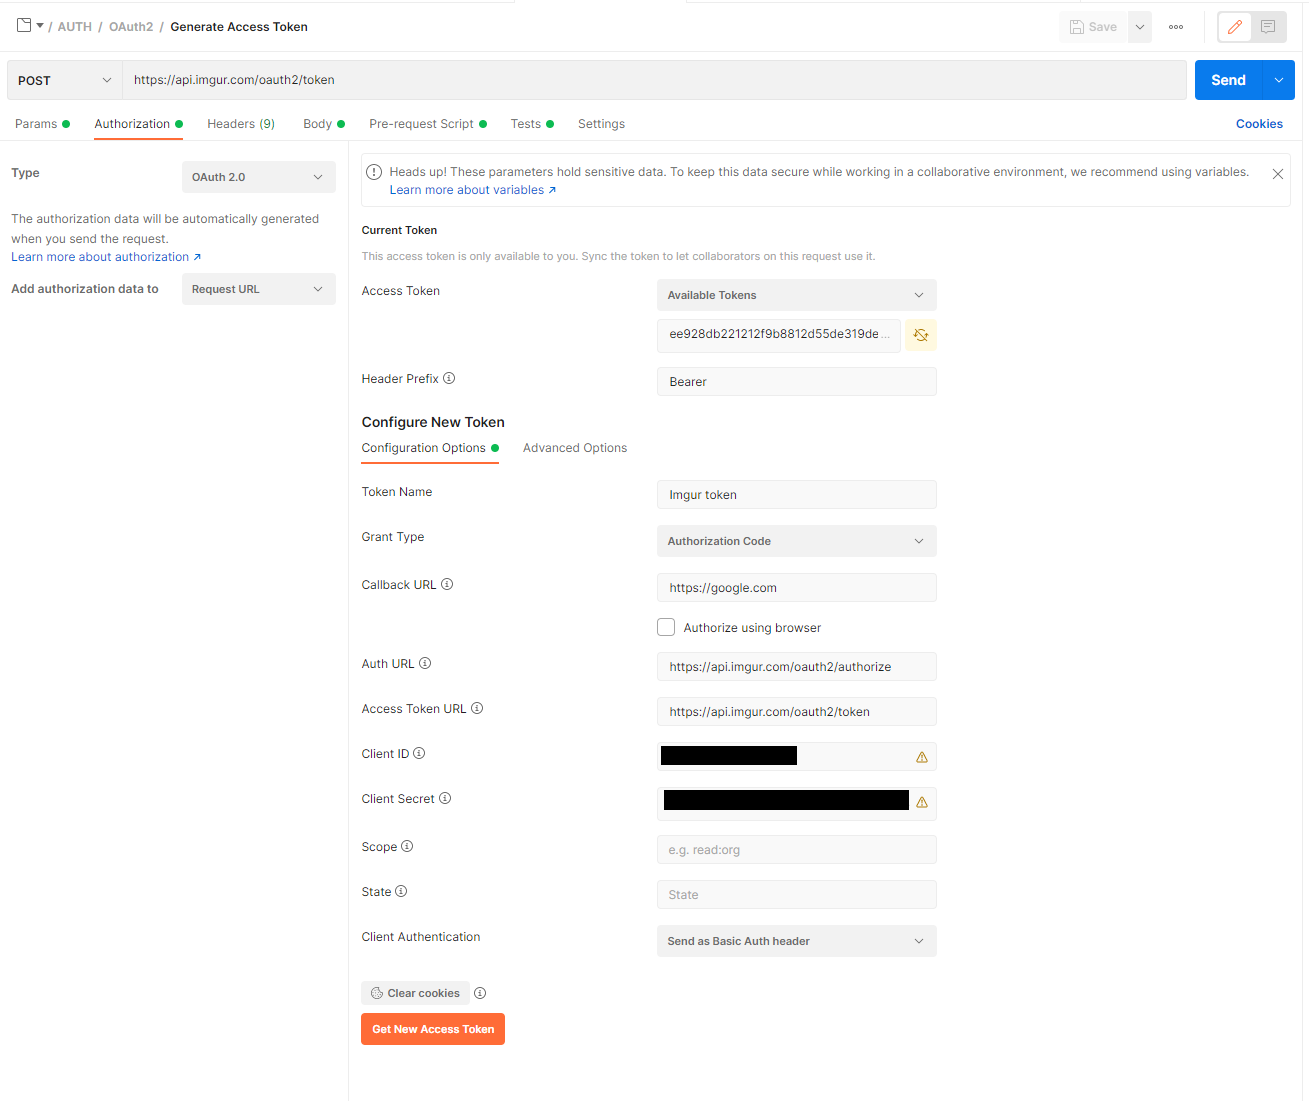 / AUTH / OAuth2 / Generate Access Token
Save
POST
https://api.imgur.com/oauth2/token
Send
Params
Authorization
Headers (9)
Body
Pre-request Script
Tests
Settings
Cookies
Type
OAuth 2.0
The authorization data will be automatically generated
when you send the request.
Learn more about authorization ↗
Add authorization data to
Request URL
Heads up! These parameters hold sensitive data. To keep this data secure while working in a collaborative environment, we recommend using variables.
Learn more about variables ↗
Current Token
This access token is only available to you. Sync the token to let collaborators on this request use it.
Access Token
Available Tokens
ee928db221212f9b8812d55de319de...
Header Prefix
Bearer
Configure New Token
Configuration Options
Advanced Options
Token Name
Imgur token
Grant Type
Authorization Code
Callback URL
https://google.com
Authorize using browser
Auth URL
https://api.imgur.com/oauth2/authorize
Access Token URL
https://api.imgur.com/oauth2/token
Client ID
Client Secret
Scope
e.g. read:org
State
State
Client Authentication
Send as Basic Auth header
Clear cookies
Get New Access Token